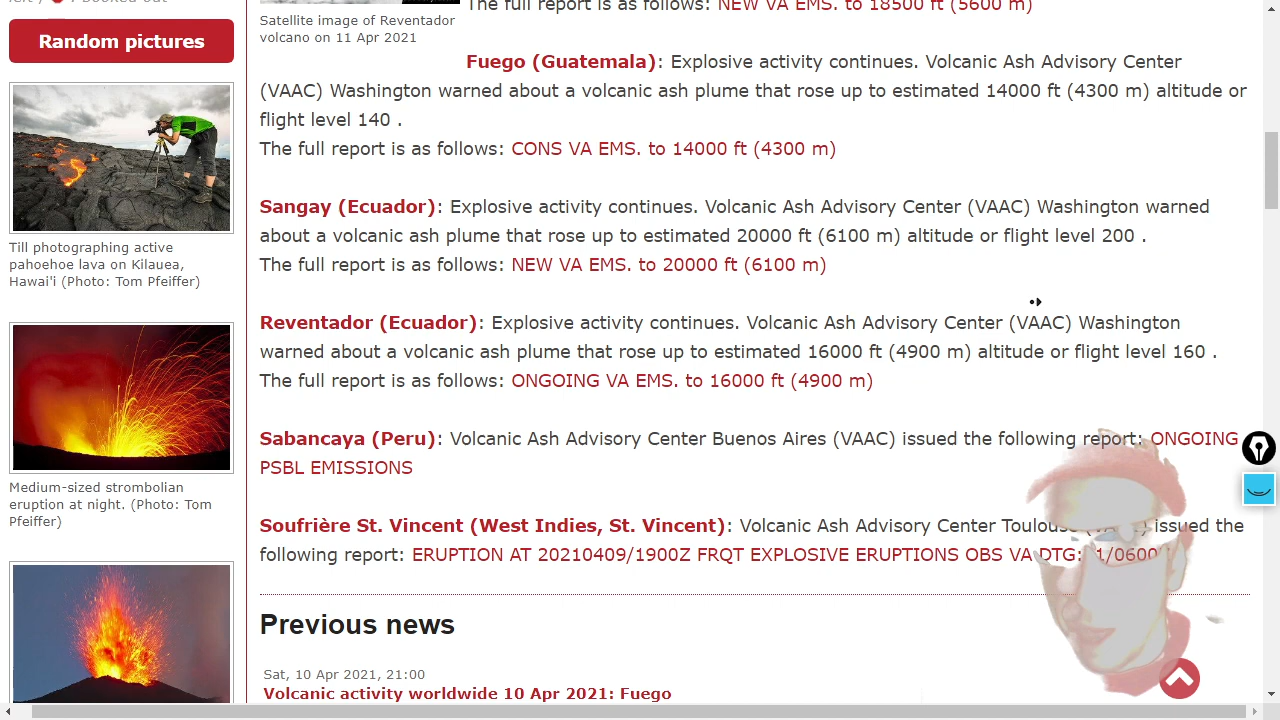 Random pictures
Till photographing active
pahoehoe lava on Kilauea,
Hawai'i (Photo: Tom Pfeiffer)
Medium-sized strombolian
eruption at night. (Photo: Tom
Pfeiffer)
Satellite image of Reventador
volcano on 11 Apr 2021
The full report is as follows: NEW VA EMS. to 18500 ft (5600 m)
Fuego (Guatemala): Explosive activity continues. Volcanic Ash Advisory Center
(VAAC) Washington warned about a volcanic ash plume that rose up to estimated 14000 ft (4300 m) altitude or
flight level 140 .
The full report is as follows: CONS VA EMS. to 14000 ft (4300 m)
Sangay (Ecuador): Explosive activity continues. Volcanic Ash Advisory Center (VAAC) Washington warned
about a volcanic ash plume that rose up to estimated 20000 ft (6100 m) altitude or flight level 200 .
The full report is as follows: NEW VA EMS. to 20000 ft (6100 m)
Reventador (Ecuador): Explosive activity continues. Volcanic Ash Advisory Center (VAAC) Washington
warned about a volcanic ash plume that rose up to estimated 16000 ft (4900 m) altitude or flight level 160 .
The full report is as follows: ONGOING VA EMS. to 16000 ft (4900 m)
Sabancaya (Peru): Volcanic Ash Advisory Center Buenos Aires (VAAC) issued the following report: ONGOING
PSBL EMISSIONS
Soufrière St. Vincent (West Indies, St. Vincent): Volcanic Ash Advisory Center Toulouse issued the
following report: ERUPTION AT 20210409/1900Z FRQT EXPLOSIVE ERUPTIONS OBS VA DTG:
Previous news
Sat, 10 Apr 2021, 21:00
Volcanic activity worldwide 10 Apr 2021: Fuego